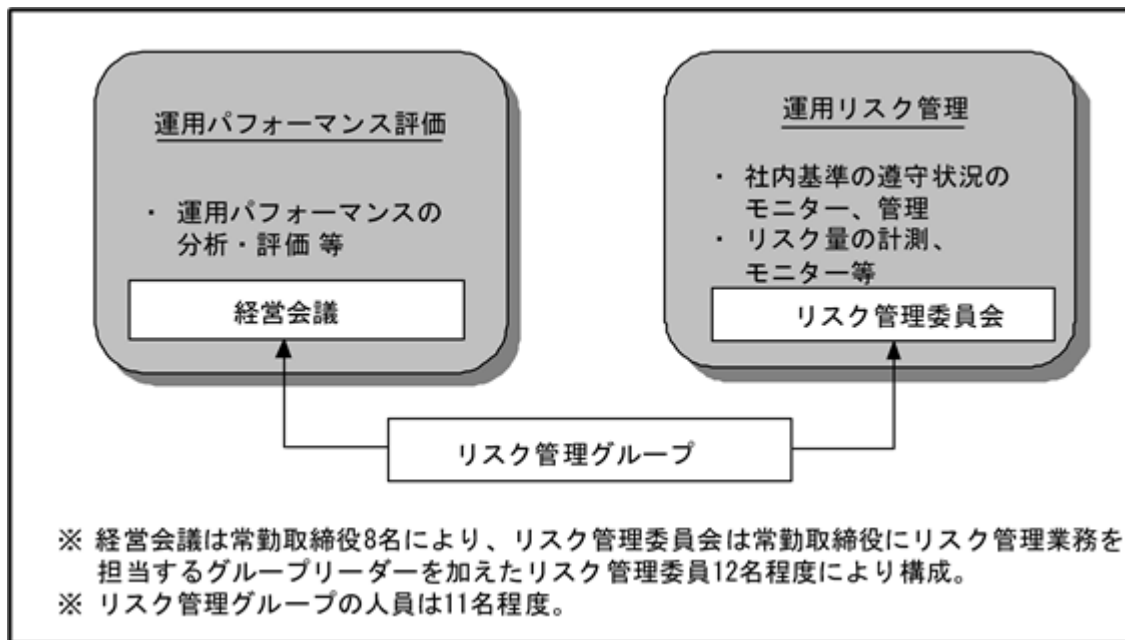 運用パフォーマンス評価
・ 運用パフォーマンスの
分析・評価 等
経営会議
運用リスク管理
・ 社内基準の遵守状況の
モニター、管理
・ リスク量の計測、
モニター等
リスク管理委員会
リスク管理グループ
※ 経営会議は常勤取締役8名により、リスク管理委員会は常勤取締役にリスク管理業務を
担当するグループリーダーを加えたリスク管理委員12名程度により構成。
※ リスク管理グループの人員は11名程度。